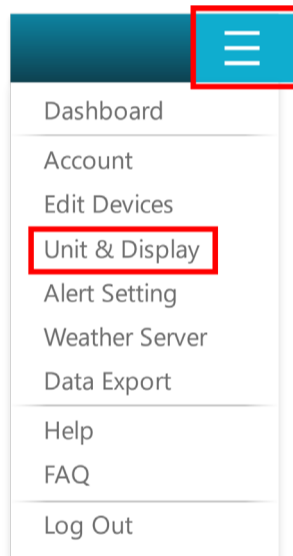 Dashboard
Account
Edit Devices
Unit & Display
Alert Setting
Weather Server
Data Export
Help
FAQ
Log Out